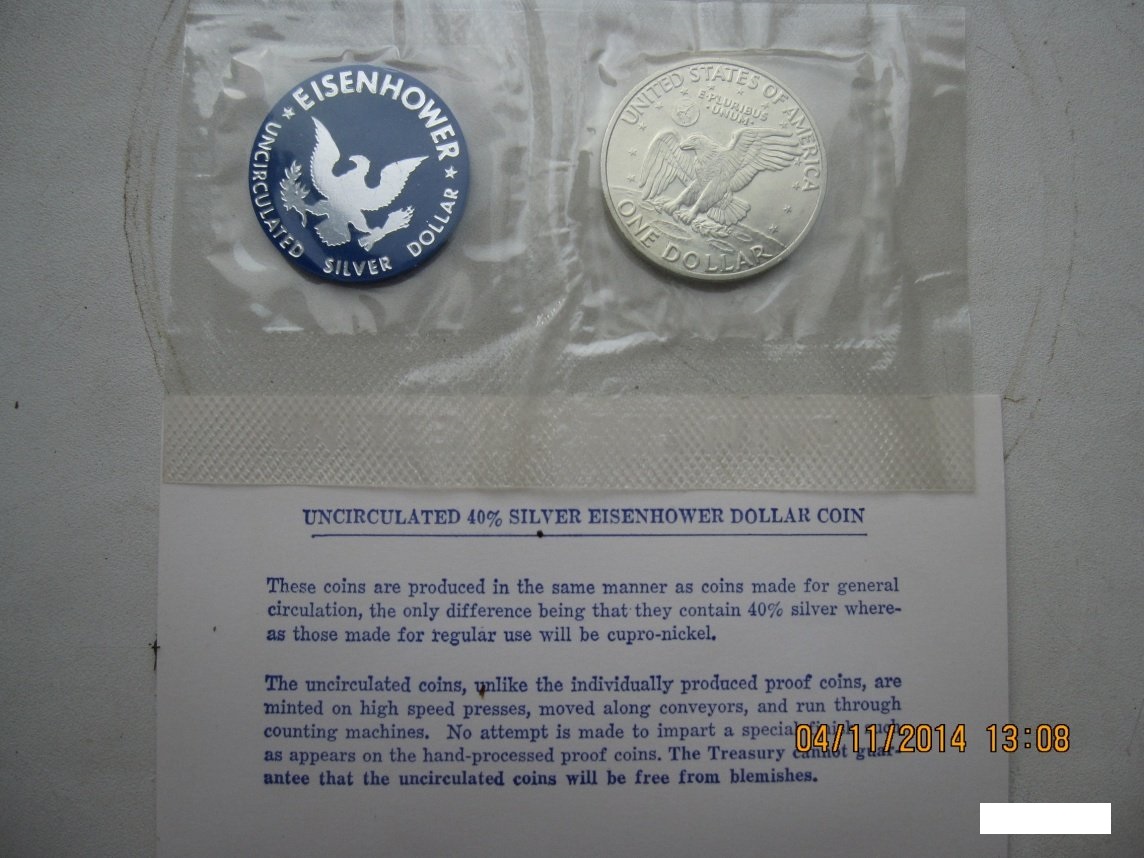 ★ EISENHOWER ★
UNCIRCULATED SILVER DOLLAR
UNITED STATES OF AMERICA
E·PLURIBUS
·UNUM·
ONE DOLLAR
UNCIRCULATED 40% SILVER EISENHOWER DOLLAR COIN
These coins are produced in the same manner as coins made for general
circulation, the only difference being that they contain 40% silver where-
as those made for regular use will be cupro-nickel.
The uncirculated coins, unlike the individually produced proof coins, are
minted on high speed presses, moved along conveyors, and run through
counting machines. No attempt is made to impart a special finish such
as appears on the hand-processed proof coins. The Treasury cannot guar-
antee that the uncirculated coins will be free from blemishes.
04/11/2014 13:08